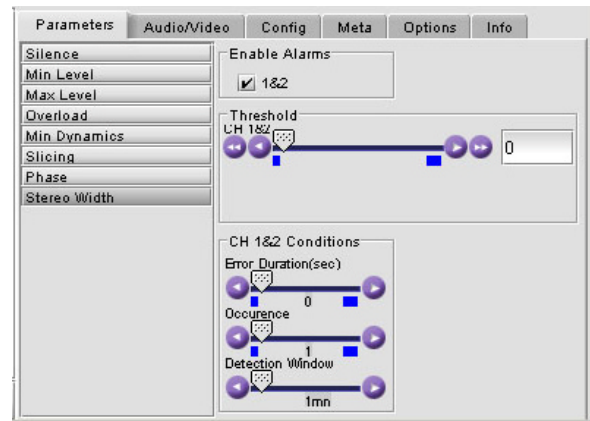 Parameters Audio/Video Config Meta Options Info
Silence
Min Level
Max Level
Overload
Min Dynamics
Slicing
Phase
Stereo Width
Enable Alarms
1&2
Threshold
CH 1&2
0
CH 1&2 Conditions
Error Duration(sec)
0
Occurence
1
Detection Window
1mn